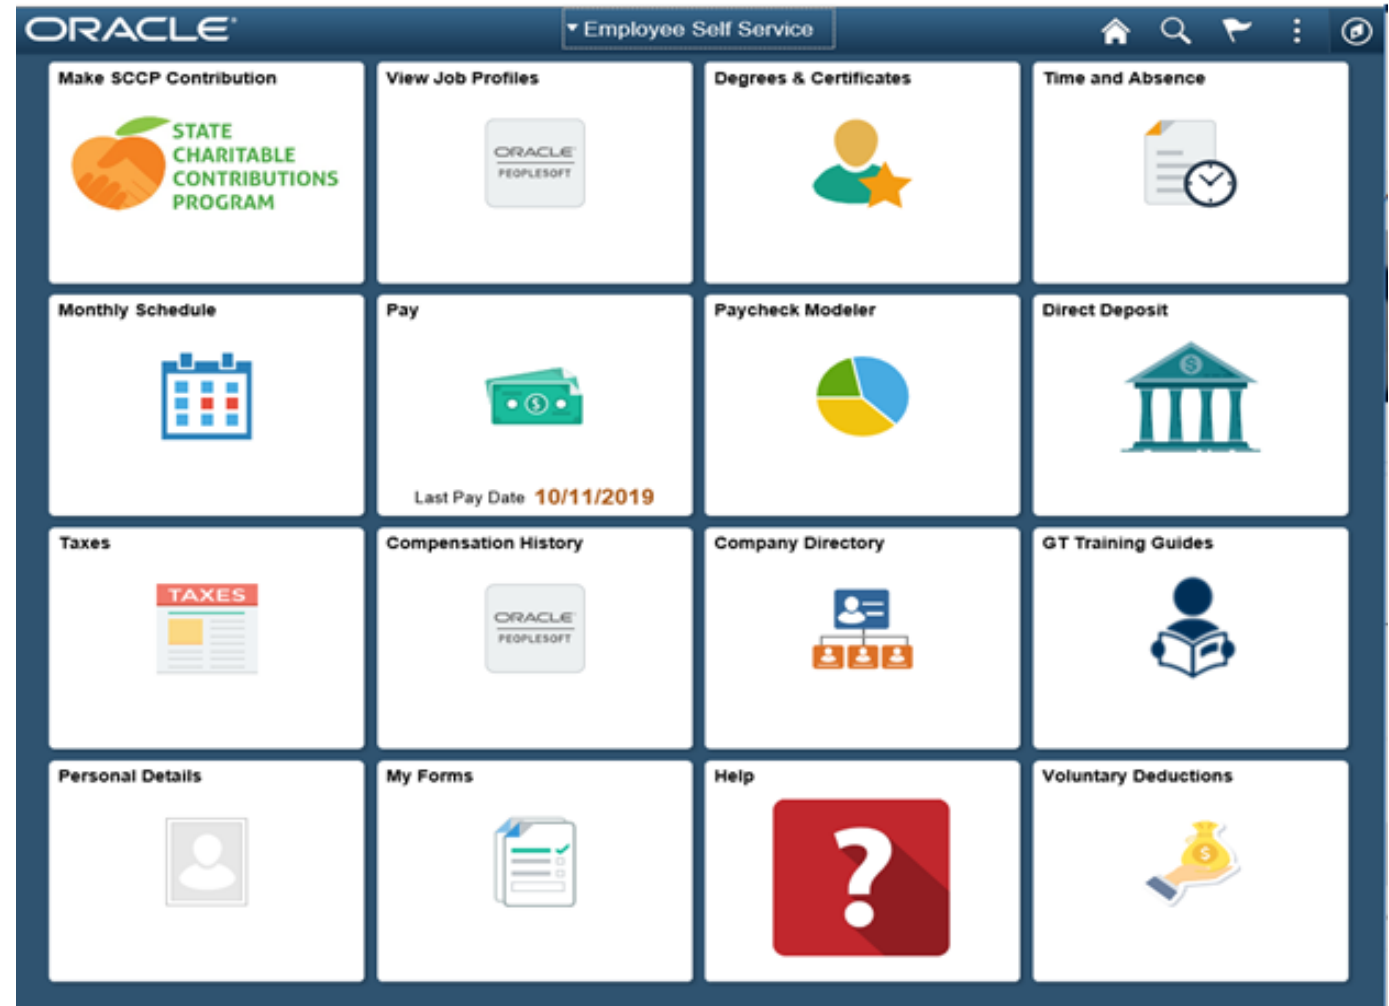 ORACLE
Employee Self Service
Make SCCP Contribution
View Job Profiles
Degrees & Certificates
Time and Absence
STATE
CHARITABLE
CONTRIBUTIONS
PROGRAM
ORACLE
PEOPLESOFT
Monthly Schedule
Pay
Paycheck Modeler
Direct Deposit
Last Pay Date 10/11/2019
Taxes
Compensation History
Company Directory
GT Training Guides
TAXES
ORACLE
PEOPLESOFT
Personal Details
My Forms
Help
Voluntary Deductions